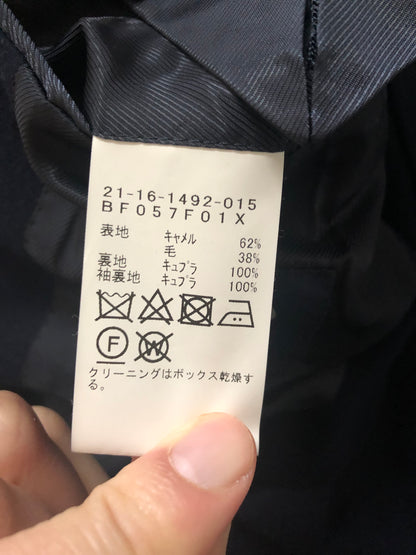 21-16-1492-015
BF057F01X
表地 キャメル 62%
毛 38%
裏地 キュプラ 100%
袖裏地 キュプラ 100%
F W
クリーニングはボックス乾燥す
る。